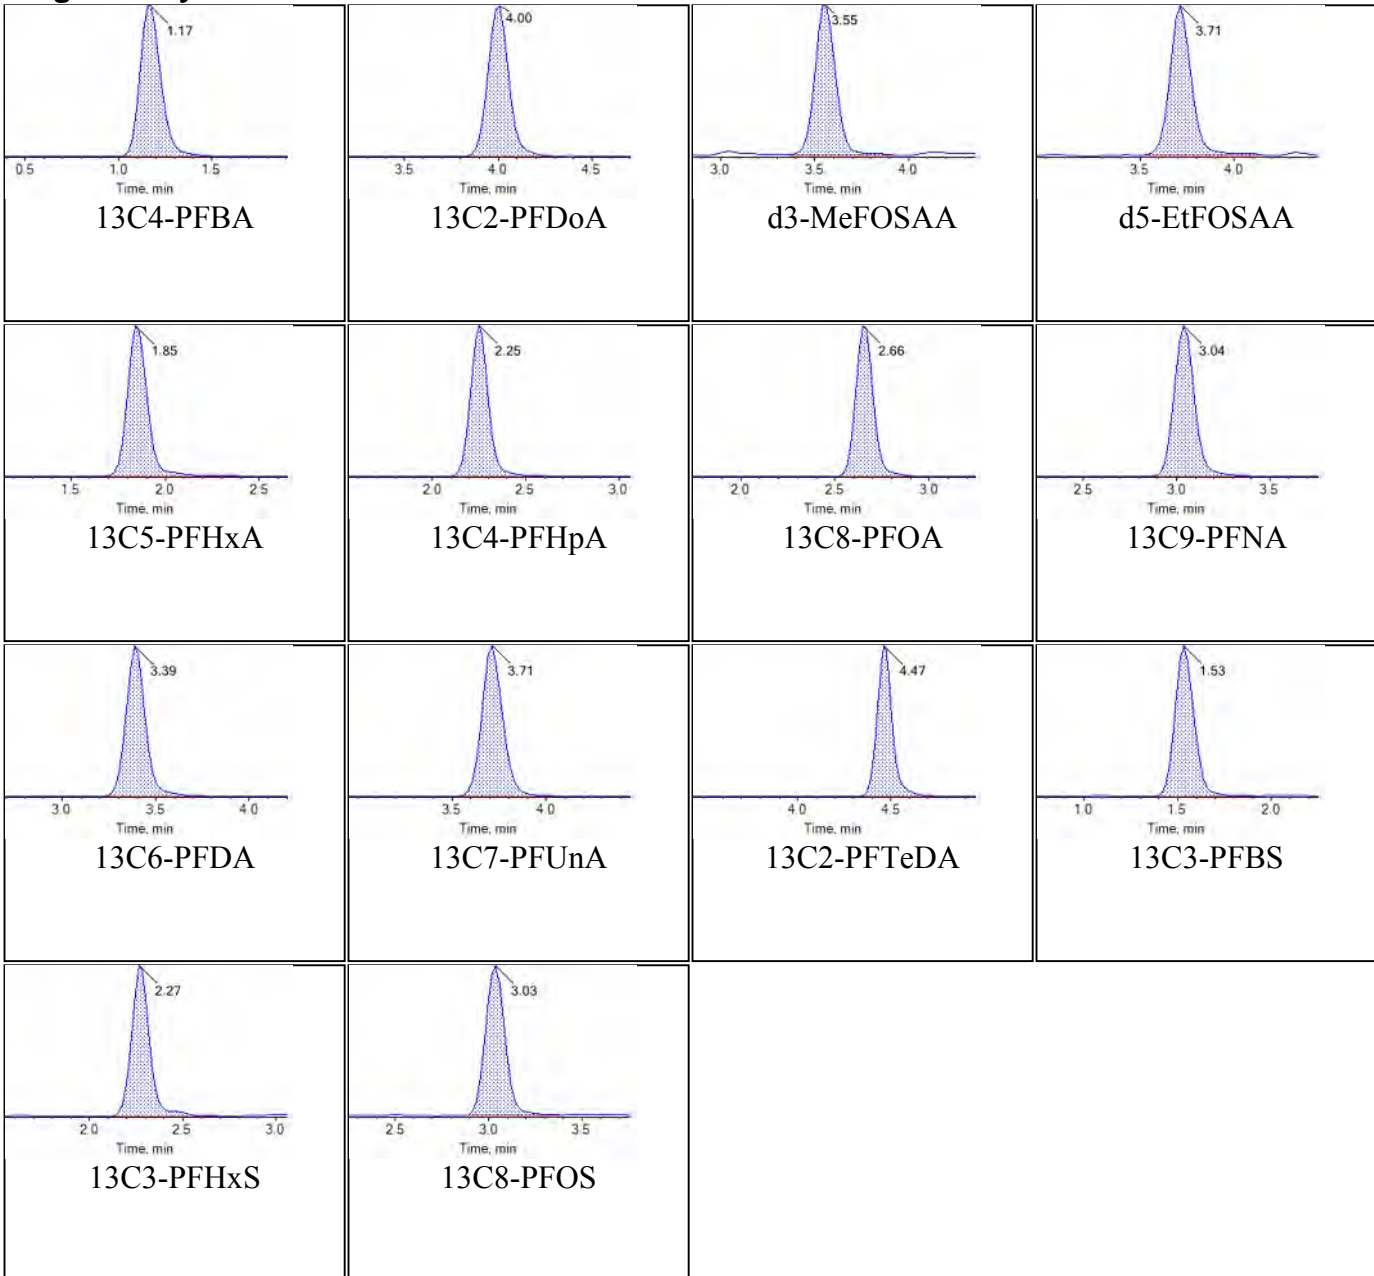 1.17
0.5 1.0 1.5
Time, min
13C4-PFBA
4.00
3.5 4.0 4.5
Time, min
13C2-PFDoA
3.55
3.0 3.5 4.0
Time, min
d3-MeFOSAA
3.71
3.5 4.0
Time, min
d5-EtFOSAA
1.85
1.5 2.0 2.5
Time, min
13C5-PFHxA
2.25
2.0 2.5 3.0
Time, min
13C4-PFHpA
2.66
2.0 2.5 3.0
Time, min
13C8-PFOA
3.04
2.5 3.0 3.5
Time, min
13C9-PFNA
3.39
3.0 3.5 4.0
Time, min
13C6-PFDA
3.71
3.5 4.0
Time, min
13C7-PFUnA
4.47
4.0 4.5
Time, min
13C2-PFTeDA
1.53
1.0 1.5 2.0
Time, min
13C3-PFBS
2.27
2.0 2.5 3.0
Time, min
13C3-PFHxS
3.03
2.5 3.0 3.5
Time, min
13C8-PFOS